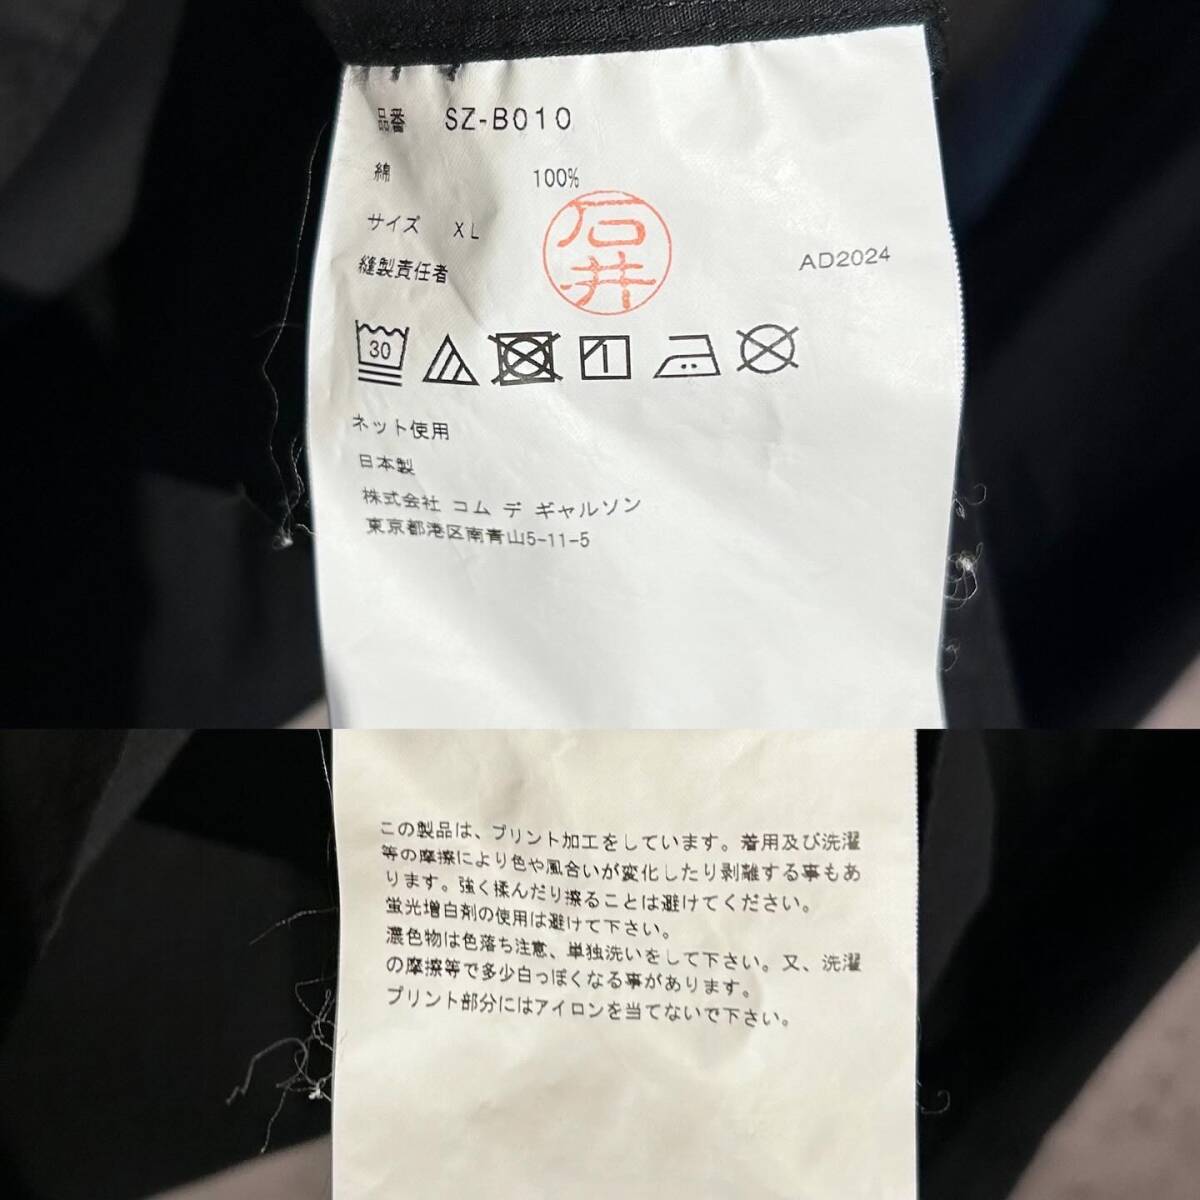 品番 SZ-B010
綿 100%
サイズ XL
縫製責任者 石井 AD2024
30
ネット使用
日本製
株式会社 コム デ ギャルソン
東京都港区南青山5-11-5
この製品は、プリント加工をしています。着用及び洗濯
等の摩擦により色や風合いが変化したり剥離する事もあ
ります。強く揉んだり擦ることは避けてください。
蛍光増白剤の使用は避けて下さい。
濃色物は色落ち注意、単独洗いをして下さい。又、洗濯
の摩擦等で多少白っぽくなる事があります。
プリント部分にはアイロンを当てないで下さい。